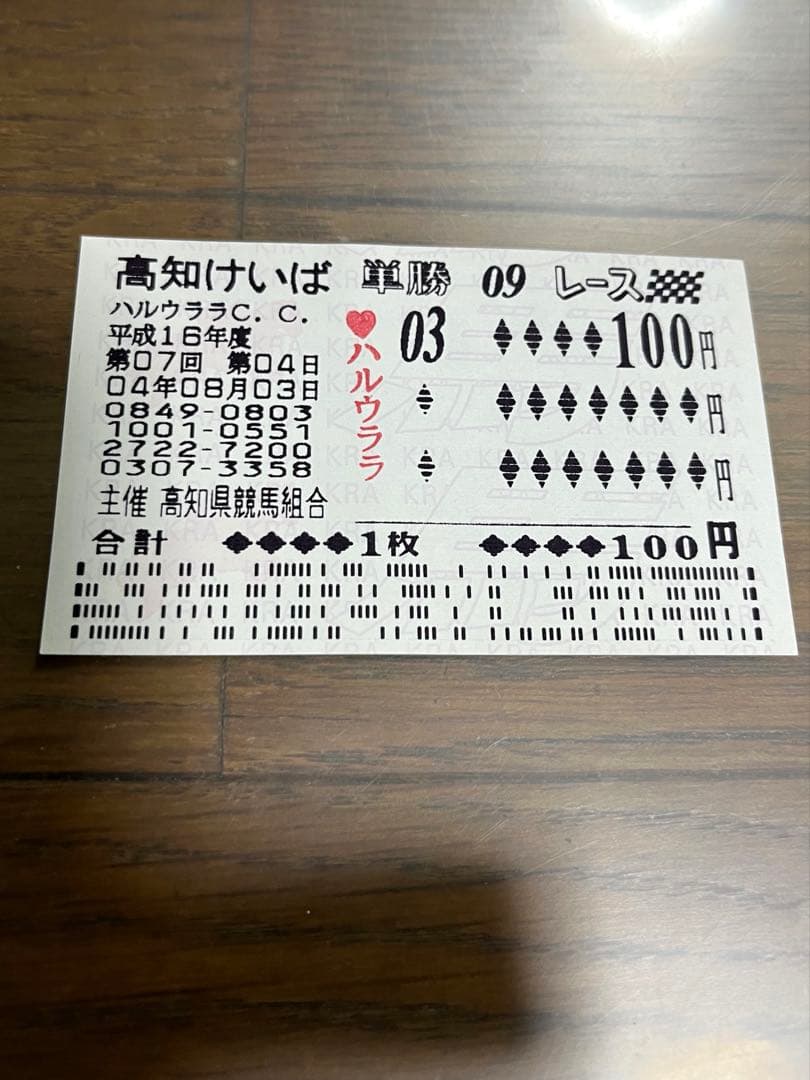 高知けいば 単勝 09 レース
ハルウララC.C.
平成16年度
第07回 第04日
04年08月03日
0849-0803
1001-0551
2722-7200
0307-3358
主催 高知県競馬組合
♥ハルウララ
03 ♦♦♦♦100円
♦ ♦♦♦♦♦♦♦円
♦ ♦♦♦♦♦♦♦円
合計 ◆◆◆◆1枚 ◆◆◆◆100円
KRA